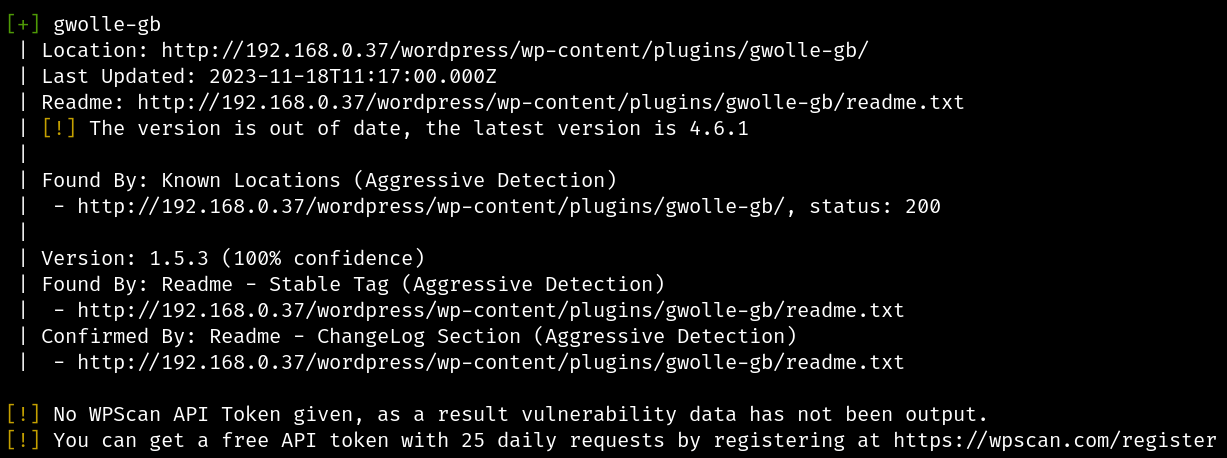 [+] gwolle-gb
 | Location: http://192.168.0.37/wordpress/wp-content/plugins/gwolle-gb/
 | Last Updated: 2023-11-18T11:17:00.000Z
 | Readme: http://192.168.0.37/wordpress/wp-content/plugins/gwolle-gb/readme.txt
 | [!] The version is out of date, the latest version is 4.6.1
 |
 | Found By: Known Locations (Aggressive Detection)
 |  - http://192.168.0.37/wordpress/wp-content/plugins/gwolle-gb/, status: 200
 |
 | Version: 1.5.3 (100% confidence)
 | Found By: Readme - Stable Tag (Aggressive Detection)
 |  - http://192.168.0.37/wordpress/wp-content/plugins/gwolle-gb/readme.txt
 | Confirmed By: Readme - ChangeLog Section (Aggressive Detection)
 |  - http://192.168.0.37/wordpress/wp-content/plugins/gwolle-gb/readme.txt

[!] No WPScan API Token given, as a result vulnerability data has not been output.
[!] You can get a free API token with 25 daily requests by registering at https://wpscan.com/register